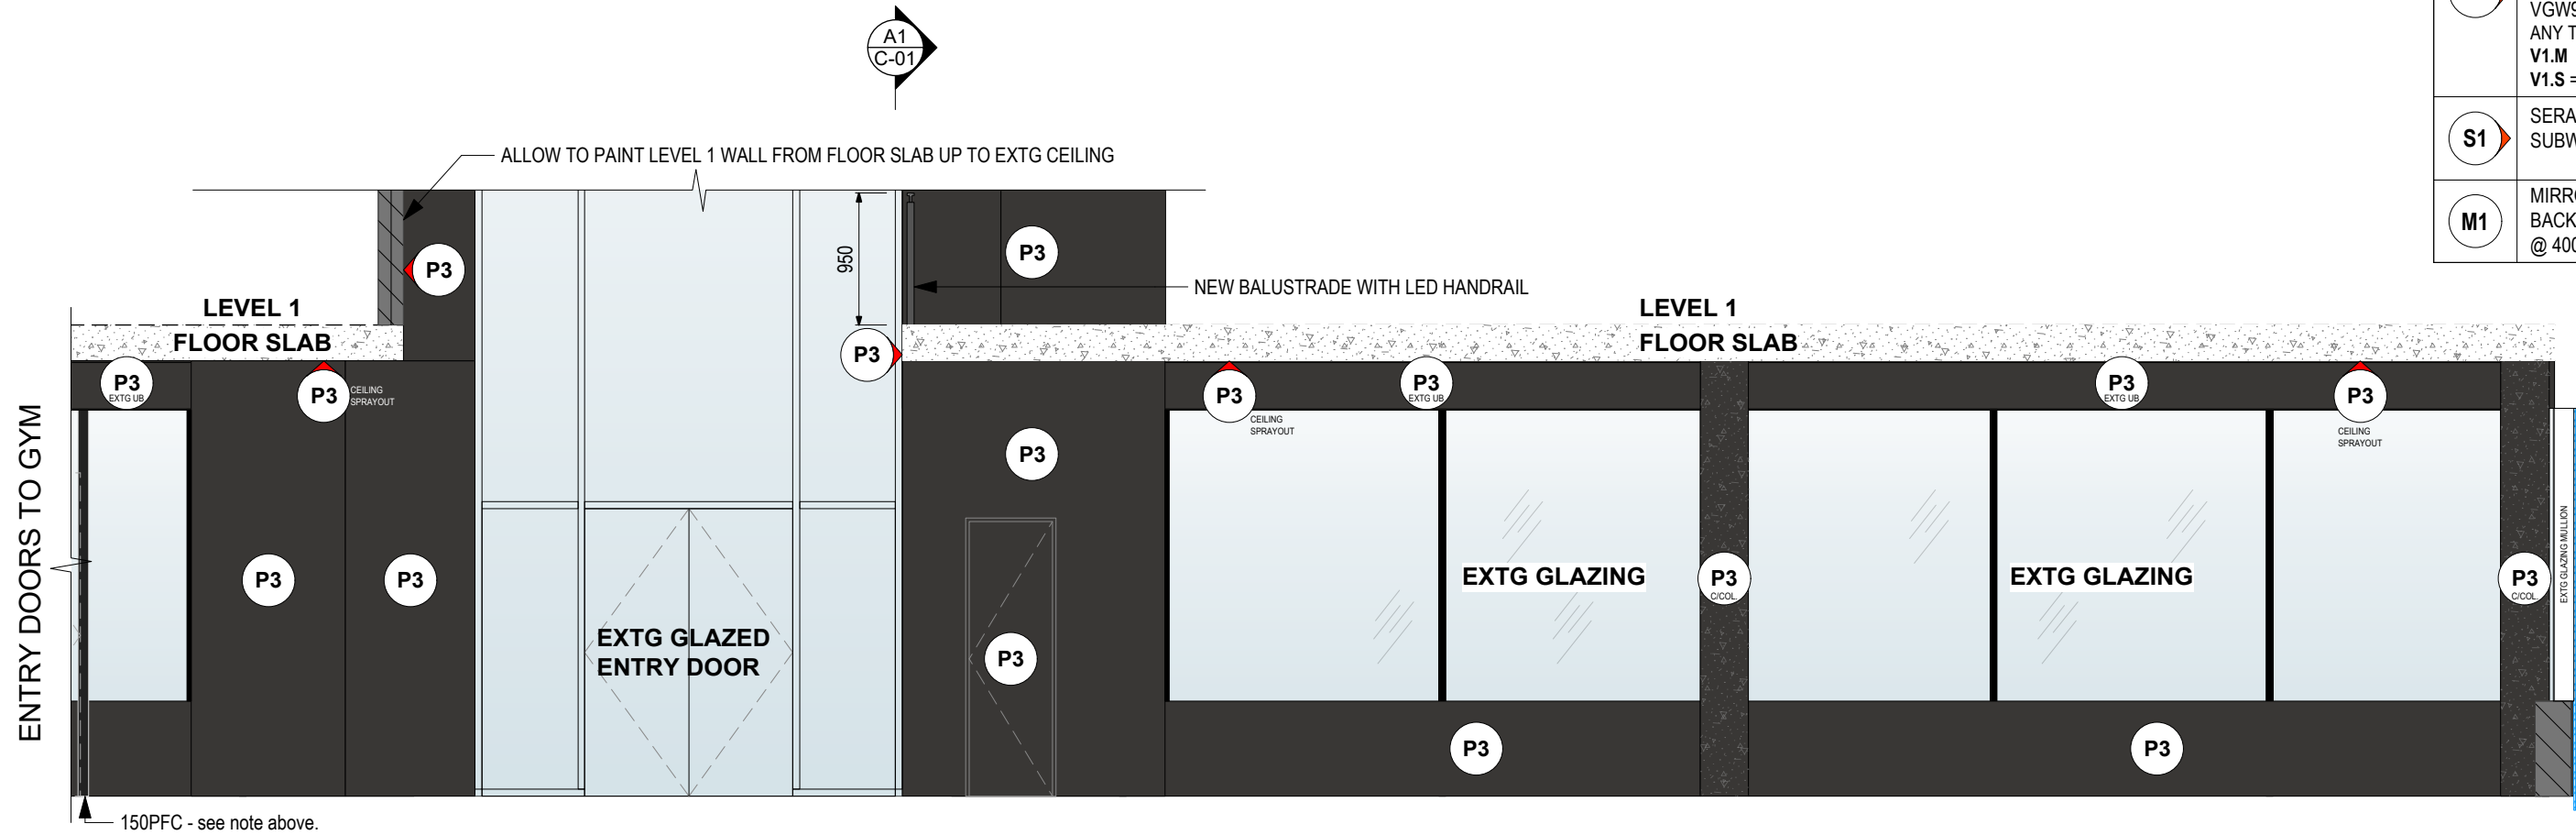 A1
C-01
VGWS
ANY T
V1.M
V1.S =
S1
SERA
SUBW
M1
MIRR
BACK
@ 400
ALLOW TO PAINT LEVEL 1 WALL FROM FLOOR SLAB UP TO EXTG CEILING
950
P3
P3
NEW BALUSTRADE WITH LED HANDRAIL
LEVEL 1
FLOOR SLAB
LEVEL 1
FLOOR SLAB
P3
P3
EXTG UB
P3
CEILING
SPRAYOUT
P3
CEILING
SPRAYOUT
P3
EXTG UB
P3
EXTG UB
P3
CEILING
SPRAYOUT
P3
ENTRY DOORS TO GYM
P3
P3
EXTG GLAZED
ENTRY DOOR
P3
EXTG GLAZING
P3
C/COL.
EXTG GLAZING
P3
C/COL.
EXTG GLAZING MULLION
P3
P3
150PFC - see note above.